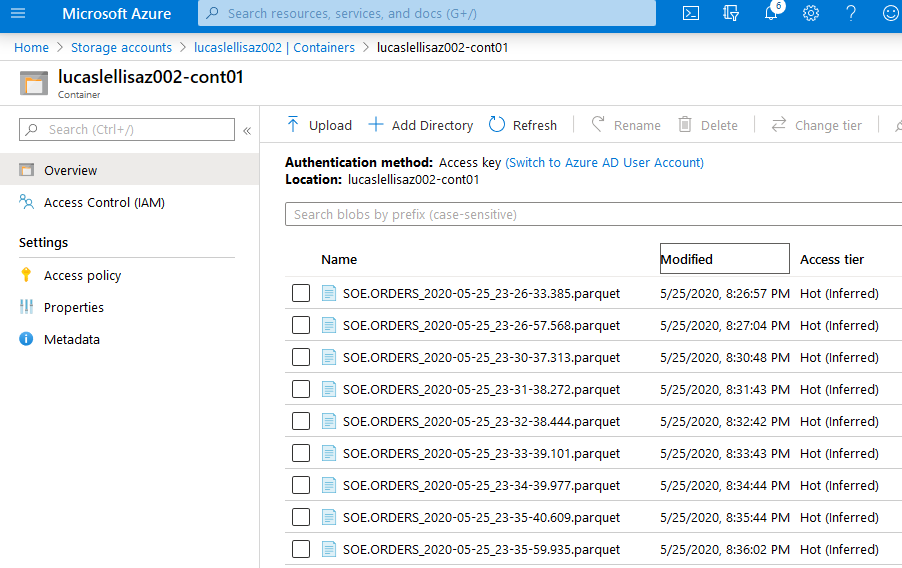 Microsoft Azure
Search resources, services, and docs (G+/)
6
Home > Storage accounts > lucaslellisaz002 | Containers > lucaslellisaz002-cont01
lucaslellisaz002-cont01
Container
Search (Ctrl+/)
«
Overview
Access Control (IAM)
Settings
Access policy
Properties
Metadata
Upload Add Directory Refresh Rename Delete Change tier
Authentication method: Access key (Switch to Azure AD User Account)
Location: lucaslellisaz002-cont01
Search blobs by prefix (case-sensitive)
Name Modified Access tier
SOE.ORDERS_2020-05-25_23-26-33.385.parquet 5/25/2020, 8:26:57 PM Hot (Inferred)
SOE.ORDERS_2020-05-25_23-26-57.568.parquet 5/25/2020, 8:27:04 PM Hot (Inferred)
SOE.ORDERS_2020-05-25_23-30-37.313.parquet 5/25/2020, 8:30:48 PM Hot (Inferred)
SOE.ORDERS_2020-05-25_23-31-38.272.parquet 5/25/2020, 8:31:43 PM Hot (Inferred)
SOE.ORDERS_2020-05-25_23-32-38.444.parquet 5/25/2020, 8:32:42 PM Hot (Inferred)
SOE.ORDERS_2020-05-25_23-33-39.101.parquet 5/25/2020, 8:33:43 PM Hot (Inferred)
SOE.ORDERS_2020-05-25_23-34-39.977.parquet 5/25/2020, 8:34:44 PM Hot (Inferred)
SOE.ORDERS_2020-05-25_23-35-40.609.parquet 5/25/2020, 8:35:44 PM Hot (Inferred)
SOE.ORDERS_2020-05-25_23-35-59.935.parquet 5/25/2020, 8:36:02 PM Hot (Inferred)